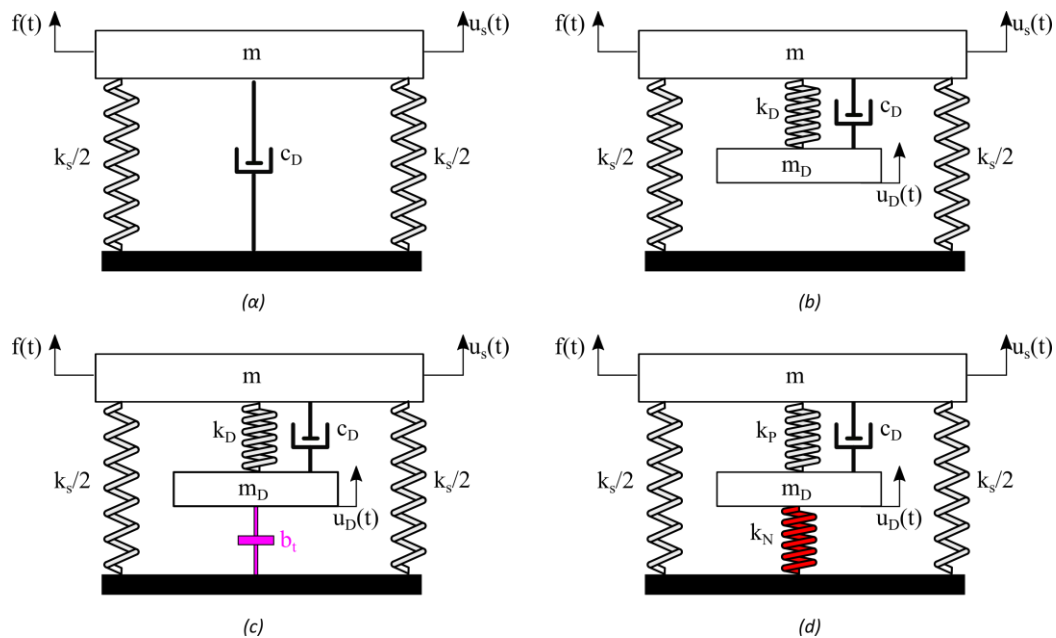 f(t) u_s(t) f(t) u_s(t)
m m
k_D c_D
k_s/2 c_D k_s/2 k_s/2 m_D k_s/2
u_D(t)
(α) (b)
f(t) u_s(t) f(t) u_s(t)
m m
k_D c_D k_P c_D
k_s/2 m_D k_s/2 k_s/2 m_D k_s/2
u_D(t) u_D(t)
b_t k_N
(c) (d)